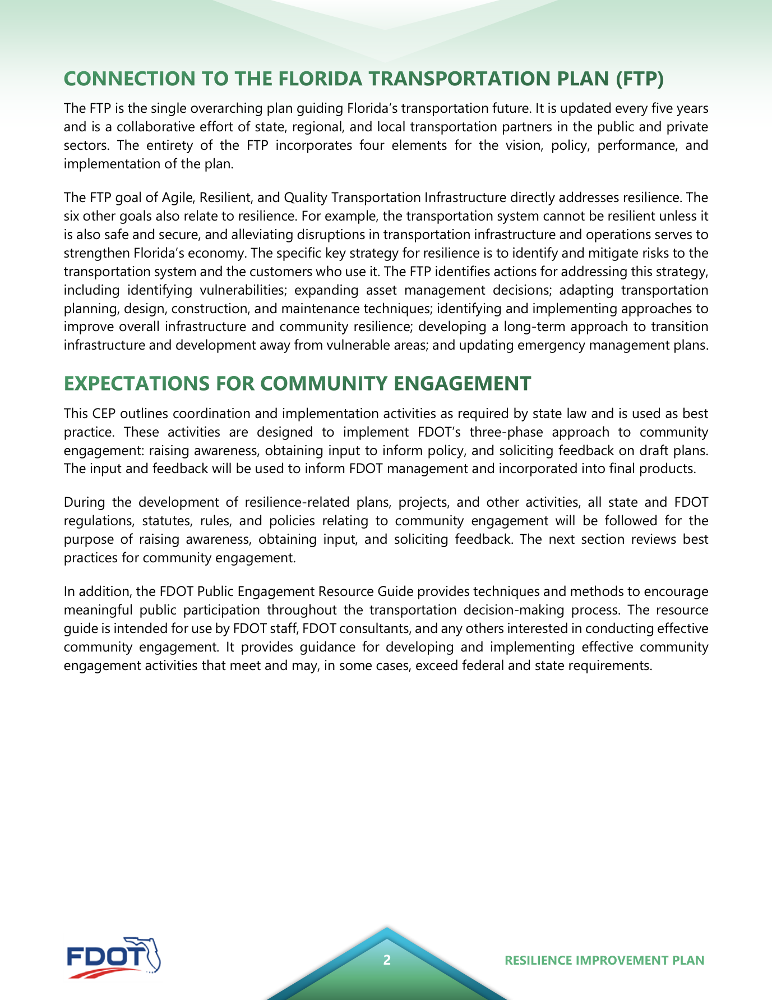 CONNECTION TO THE FLORIDA TRANSPORTATION PLAN (FTP)
The FTP is the single overarching plan guiding Florida’s transportation future. It is updated every five years
and is a collaborative effort of state, regional, and local transportation partners in the public and private
sectors. The entirety of the FTP incorporates four elements for the vision, policy, performance, and
implementation of the plan.
The FTP goal of Agile, Resilient, and Quality Transportation Infrastructure directly addresses resilience. The
six other goals also relate to resilience. For example, the transportation system cannot be resilient unless it
is also safe and secure, and alleviating disruptions in transportation infrastructure and operations serves to
strengthen Florida’s economy. The specific key strategy for resilience is to identify and mitigate risks to the
transportation system and the customers who use it. The FTP identifies actions for addressing this strategy,
including identifying vulnerabilities; expanding asset management decisions; adapting transportation
planning, design, construction, and maintenance techniques; identifying and implementing approaches to
improve overall infrastructure and community resilience; developing a long-term approach to transition
infrastructure and development away from vulnerable areas; and updating emergency management plans.
EXPECTATIONS FOR COMMUNITY ENGAGEMENT
This CEP outlines coordination and implementation activities as required by state law and is used as best
practice. These activities are designed to implement FDOT’s three-phase approach to community
engagement: raising awareness, obtaining input to inform policy, and soliciting feedback on draft plans.
The input and feedback will be used to inform FDOT management and incorporated into final products.
During the development of resilience-related plans, projects, and other activities, all state and FDOT
regulations, statutes, rules, and policies relating to community engagement will be followed for the
purpose of raising awareness, obtaining input, and soliciting feedback. The next section reviews best
practices for community engagement.
In addition, the FDOT Public Engagement Resource Guide provides techniques and methods to encourage
meaningful public participation throughout the transportation decision-making process. The resource
guide is intended for use by FDOT staff, FDOT consultants, and any others interested in conducting effective
community engagement. It provides guidance for developing and implementing effective community
engagement activities that meet and may, in some cases, exceed federal and state requirements.
FDOT
2
RESILIENCE IMPROVEMENT PLAN